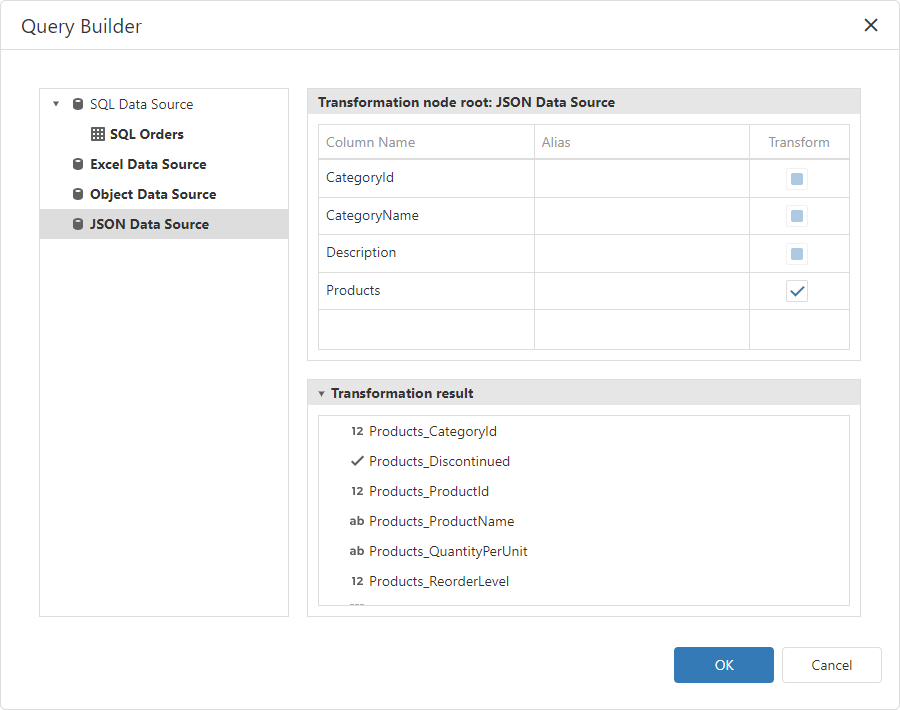 Query Builder
SQL Data Source
SQL Orders
Excel Data Source
Object Data Source
JSON Data Source
Transformation node root: JSON Data Source
Column Name Alias Transform
CategoryId
CategoryName
Description
Products
Transformation result
12 Products_CategoryId
Products_Discontinued
12 Products_ProductId
ab Products_ProductName
ab Products_QuantityPerUnit
12 Products_ReorderLevel
OK Cancel